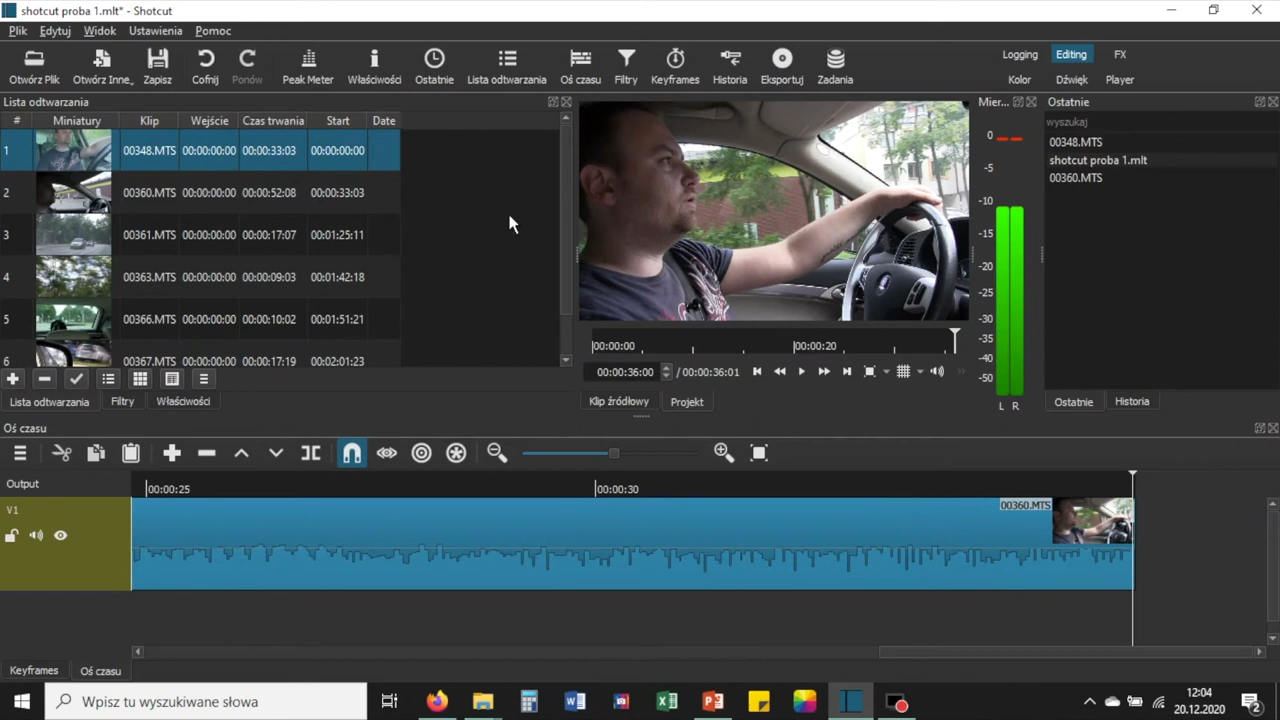 shotcut proba 1.mlt* - Shotcut
Plik Edytuj Widok Ustawienia Pomoc
Otwórz Plik Otwórz Inne... Zapisz Cofnij Ponów Peak Meter Właściwości Ostatnie Lista odtwarzania Oś czasu Filtry Keyframes Historia Eksportuj Zadania
Logging Editing FX
Kolor Dźwięk Player
Lista odtwarzania
# Miniatury Klip Wejście Czas trwania Start Date
1 00348.MTS 00:00:00:00 00:00:33:03 00:00:00:00
2 00360.MTS 00:00:00:00 00:00:52:08 00:00:33:03
3 00361.MTS 00:00:00:00 00:00:17:07 00:01:25:11
4 00363.MTS 00:00:00:00 00:00:09:03 00:01:42:18
5 00366.MTS 00:00:00:00 00:00:10:02 00:01:51:21
6 00367.MTS 00:00:00:00 00:00:17:19 00:02:01:23
Lista odtwarzania Filtry Właściwości
00:00:00 00:00:20
00:00:36:00 / 00:00:36:01
Klip źródłowy Projekt
Mier...
0
-5
-10
-15
-20
-25
-30
-35
-40
-50
L R
Ostatnie
wyszukaj
00348.MTS
shotcut proba 1.mlt
00360.MTS
Ostatnie Historia
Oś czasu
Output
00:00:25 00:00:30
V1
00360.MTS
Keyframes Oś czasu
Wpisz tu wyszukiwane słowa
12:04
20.12.2020
2